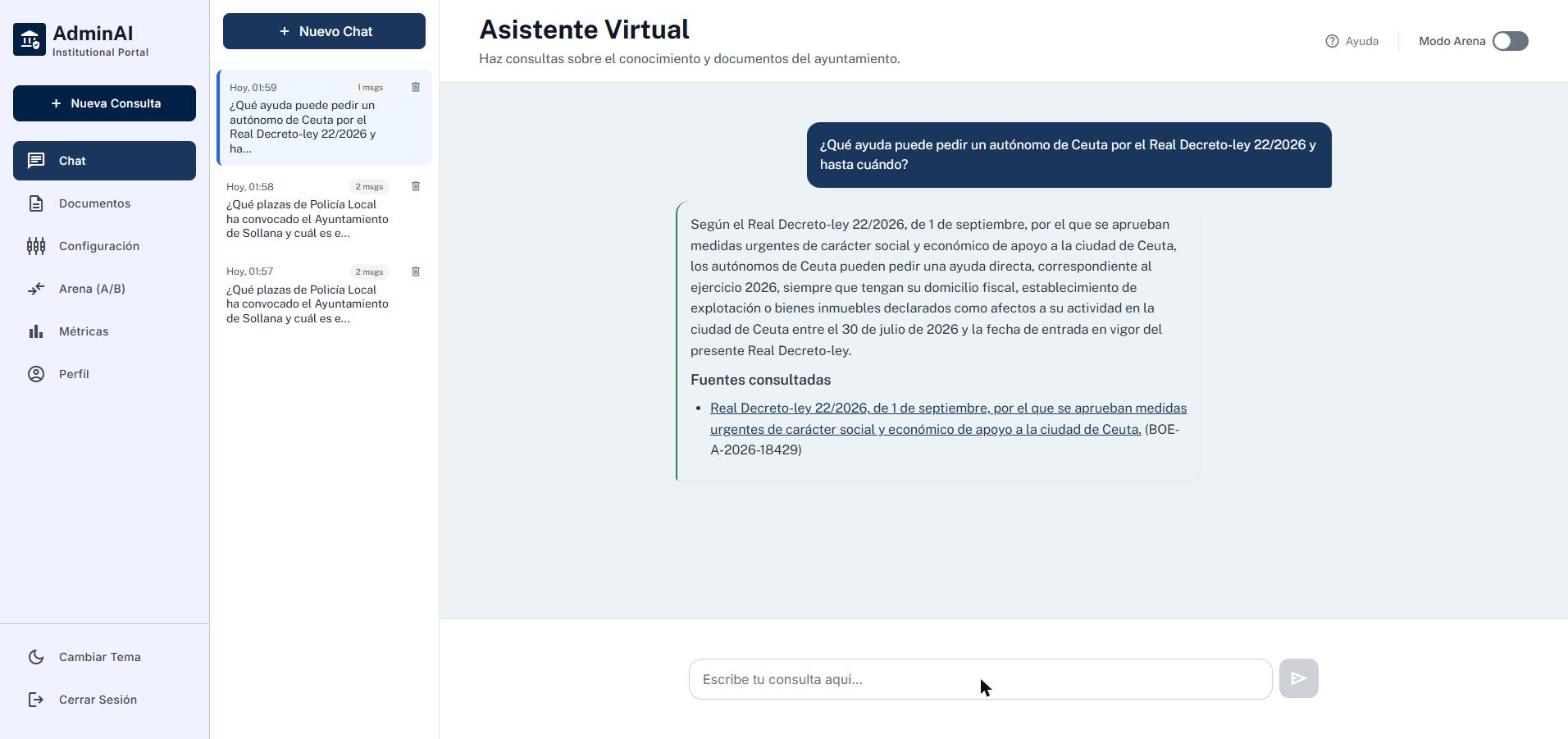 AdminAI
Institutional Portal
+ Nueva Consulta
Chat
Documentos
Configuración
Arena (A/B)
Métricas
Perfil
Cambiar Tema
Cerrar Sesión
+ Nuevo Chat
Hoy, 01:59
1 msgs
¿Qué ayuda puede pedir un
autónomo de Ceuta por el
Real Decreto-ley 22/2026 y
ha...
Hoy, 01:58
2 msgs
¿Qué plazas de Policía Local
ha convocado el Ayuntamiento
de Sollana y cuál es e...
Hoy, 01:57
2 msgs
¿Qué plazas de Policía Local
ha convocado el Ayuntamiento
de Sollana y cuál es e...
Asistente Virtual
Haz consultas sobre el conocimiento y documentos del ayuntamiento.
Ayuda
Modo Arena
¿Qué ayuda puede pedir un autónomo de Ceuta por el Real Decreto-ley 22/2026 y
hasta cuándo?
Según el Real Decreto-ley 22/2026, de 1 de septiembre, por el que se aprueban
medidas urgentes de carácter social y económico de apoyo a la ciudad de Ceuta,
los autónomos de Ceuta pueden pedir una ayuda directa, correspondiente al
ejercicio 2026, siempre que tengan su domicilio fiscal, establecimiento de
explotación o bienes inmuebles declarados como afectos a su actividad en la
ciudad de Ceuta entre el 30 de julio de 2026 y la fecha de entrada en vigor del
presente Real Decreto-ley.
Fuentes consultadas
• Real Decreto-ley 22/2026, de 1 de septiembre, por el que se aprueban medidas
urgentes de carácter social y económico de apoyo a la ciudad de Ceuta. (BOE-
A-2026-18429)
Escribe tu consulta aquí...